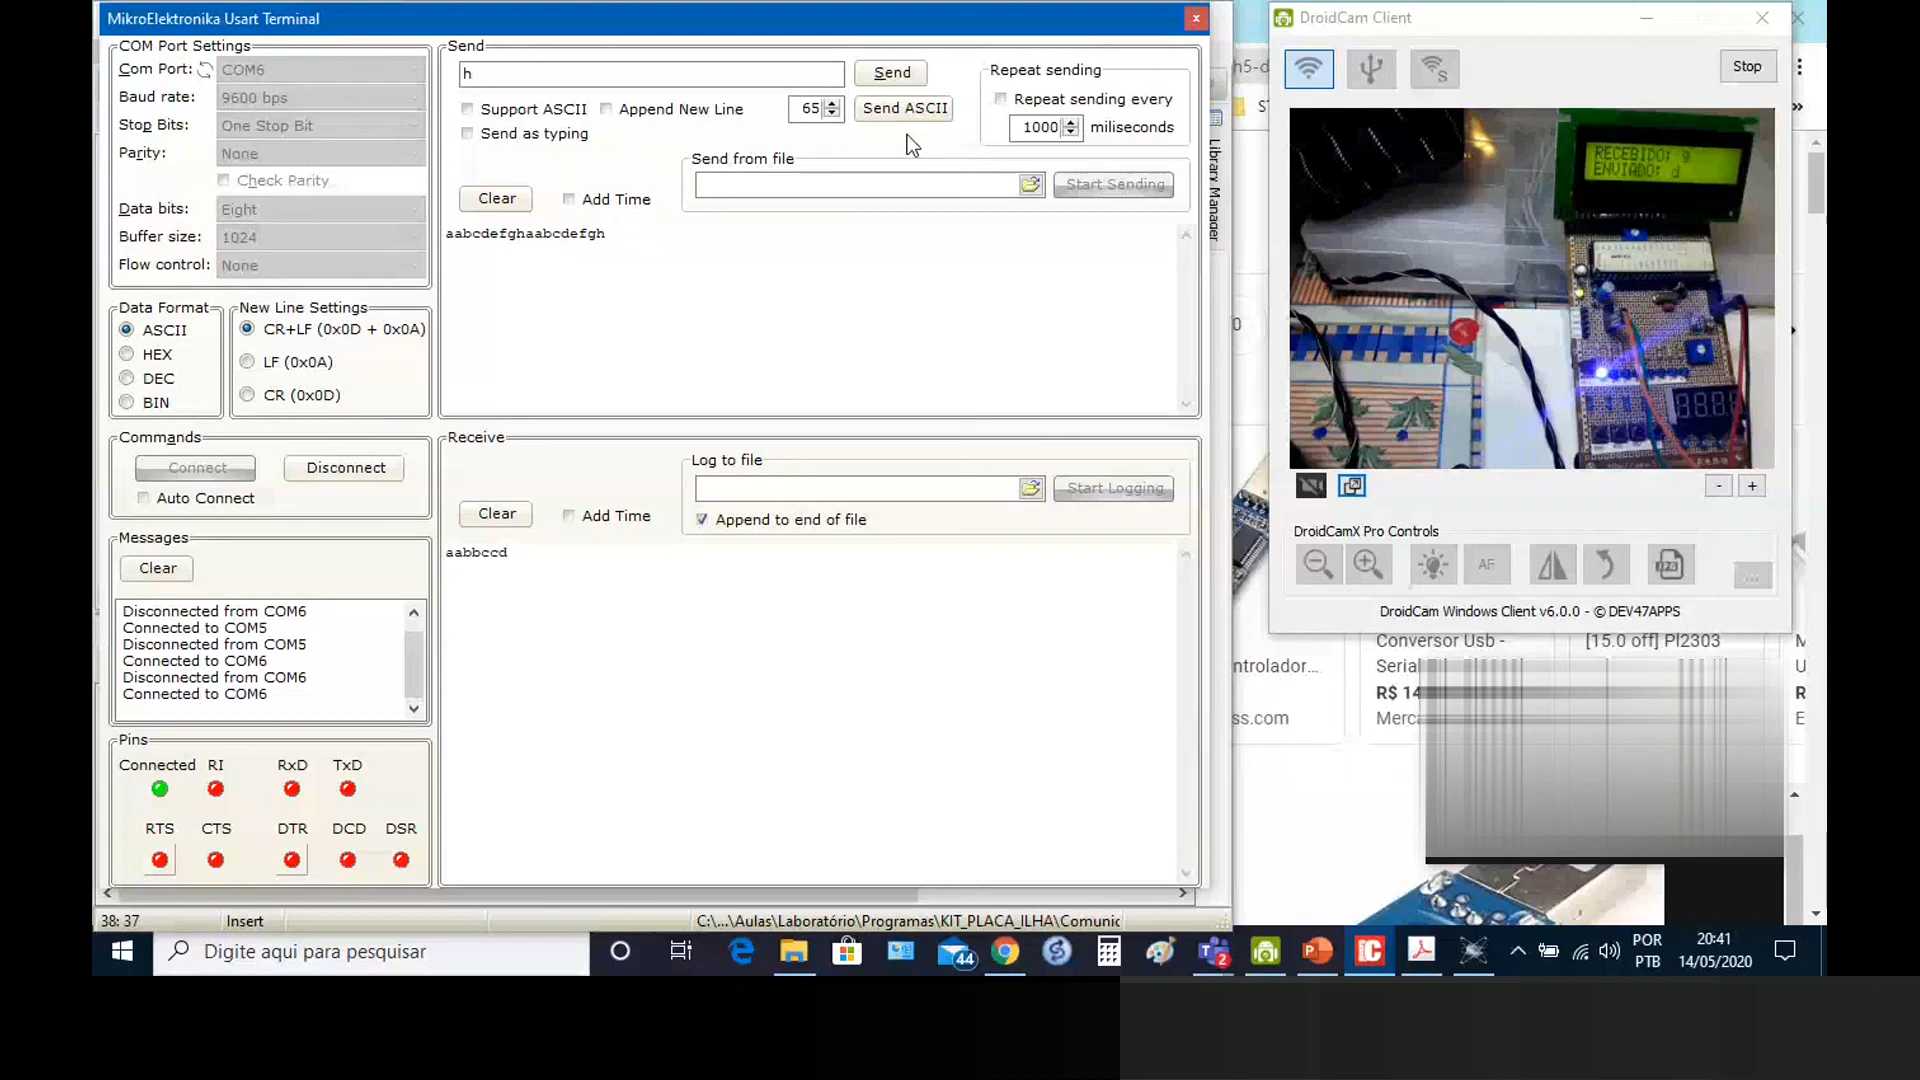 MikroElektronika Usart Terminal
COM Port Settings
Com Port: COM6
Baud rate: 9600 bps
Stop Bits: One Stop Bit
Parity: None
Check Parity
Data bits: Eight
Buffer size: 1024
Flow control: None
Data Format
ASCII
HEX
DEC
BIN
New Line Settings
CR+LF (0x0D + 0x0A)
LF (0x0A)
CR (0x0D)
Commands
Connect Disconnect
Auto Connect
Messages
Clear
Disconnected from COM6
Connected to COM5
Disconnected from COM5
Connected to COM6
Disconnected from COM6
Connected to COM6
Pins
Connected RI RxD TxD
RTS CTS DTR DCD DSR
Send
h Send
Support ASCII Append New Line 65 Send ASCII
Send as typing
Repeat sending
Repeat sending every
1000 miliseconds
Send from file
Start Sending
Clear Add Time
aabcdefghaabcdefgh
Receive
Log to file
Start Logging
Append to end of file
Clear Add Time
aabbccd
38: 37 Insert C:\...\Aulas\Laboratório\Programas\KIT_PLACA_ILHA\Comunic
Library Manager
h5-d
ST
0
DroidCam Client
Stop
RECEBIDO: g
ENVIADO: d
- +
DroidCamX Pro Controls
AF
...
DroidCam Windows Client v6.0.0 - © DEV47APPS
ntrolador...
ss.com
Conversor Usb -
Serial
R$ 14
Merca
[15.0 off] Pl2303
M
U
R
E
Digite aqui para pesquisar
44
2
POR
PTB
20:41
14/05/2020